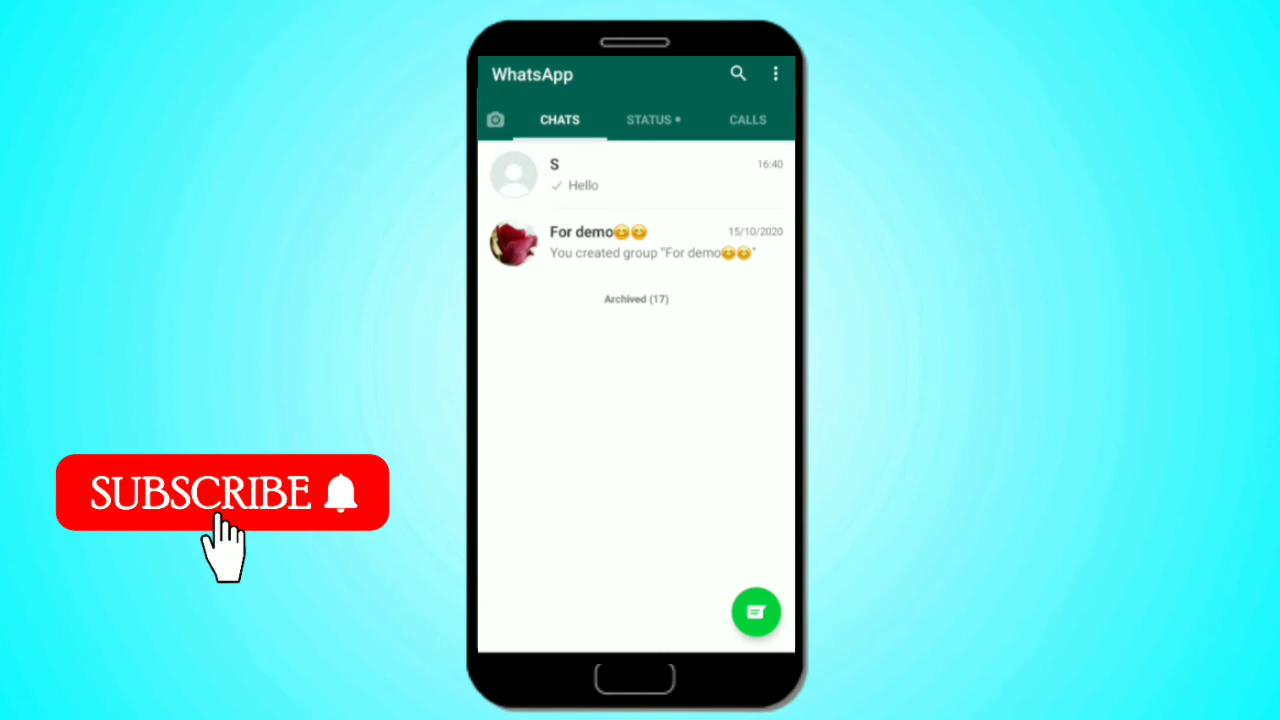 WhatsApp
CHATS STATUS • CALLS
S 16:40
✓ Hello
For demo😊😊 15/10/2020
You created group "For demo😊😊"
Archived (17)
SUBSCRIBE